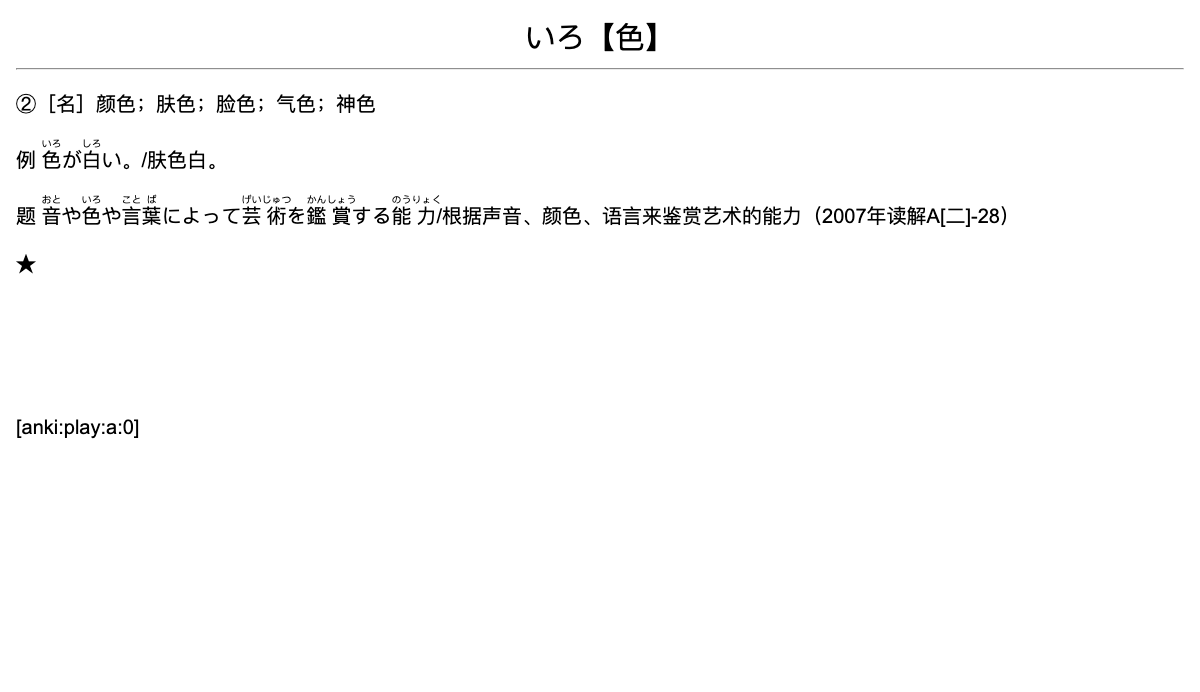 いろ【色】
②［名］颜色；肤色；脸色；气色；神色
いろ しろ
例 色が白い。/肤色白。
おと いろ こと ば げいじゅつ かんしょう のうりょく
题 音や色や言葉によって芸術を鑑賞する能力/根据声音、颜色、语言来鉴赏艺术的能力（2007年读解A[二]-28）
★
[anki:play:a:0]